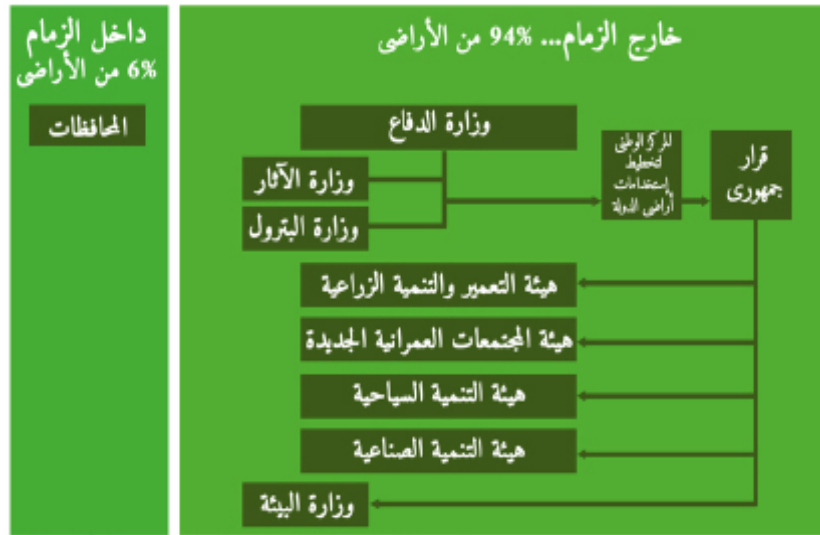 خارج الزمام... 94% من الأراضى
داخل الزمام
6% من الأراضى
المحافظات
وزارة الدفاع
وزارة الآثار
وزارة البترول
المركز الوطنى
لتخطيط
إستخدامات
أراضى الدولة
قرار
جمهورى
هيئة التعمير والتنمية الزراعية
هيئة المجتمعات العمرانية الجديدة
هيئة التنمية السياحية
هيئة التنمية الصناعية
وزارة البيئة